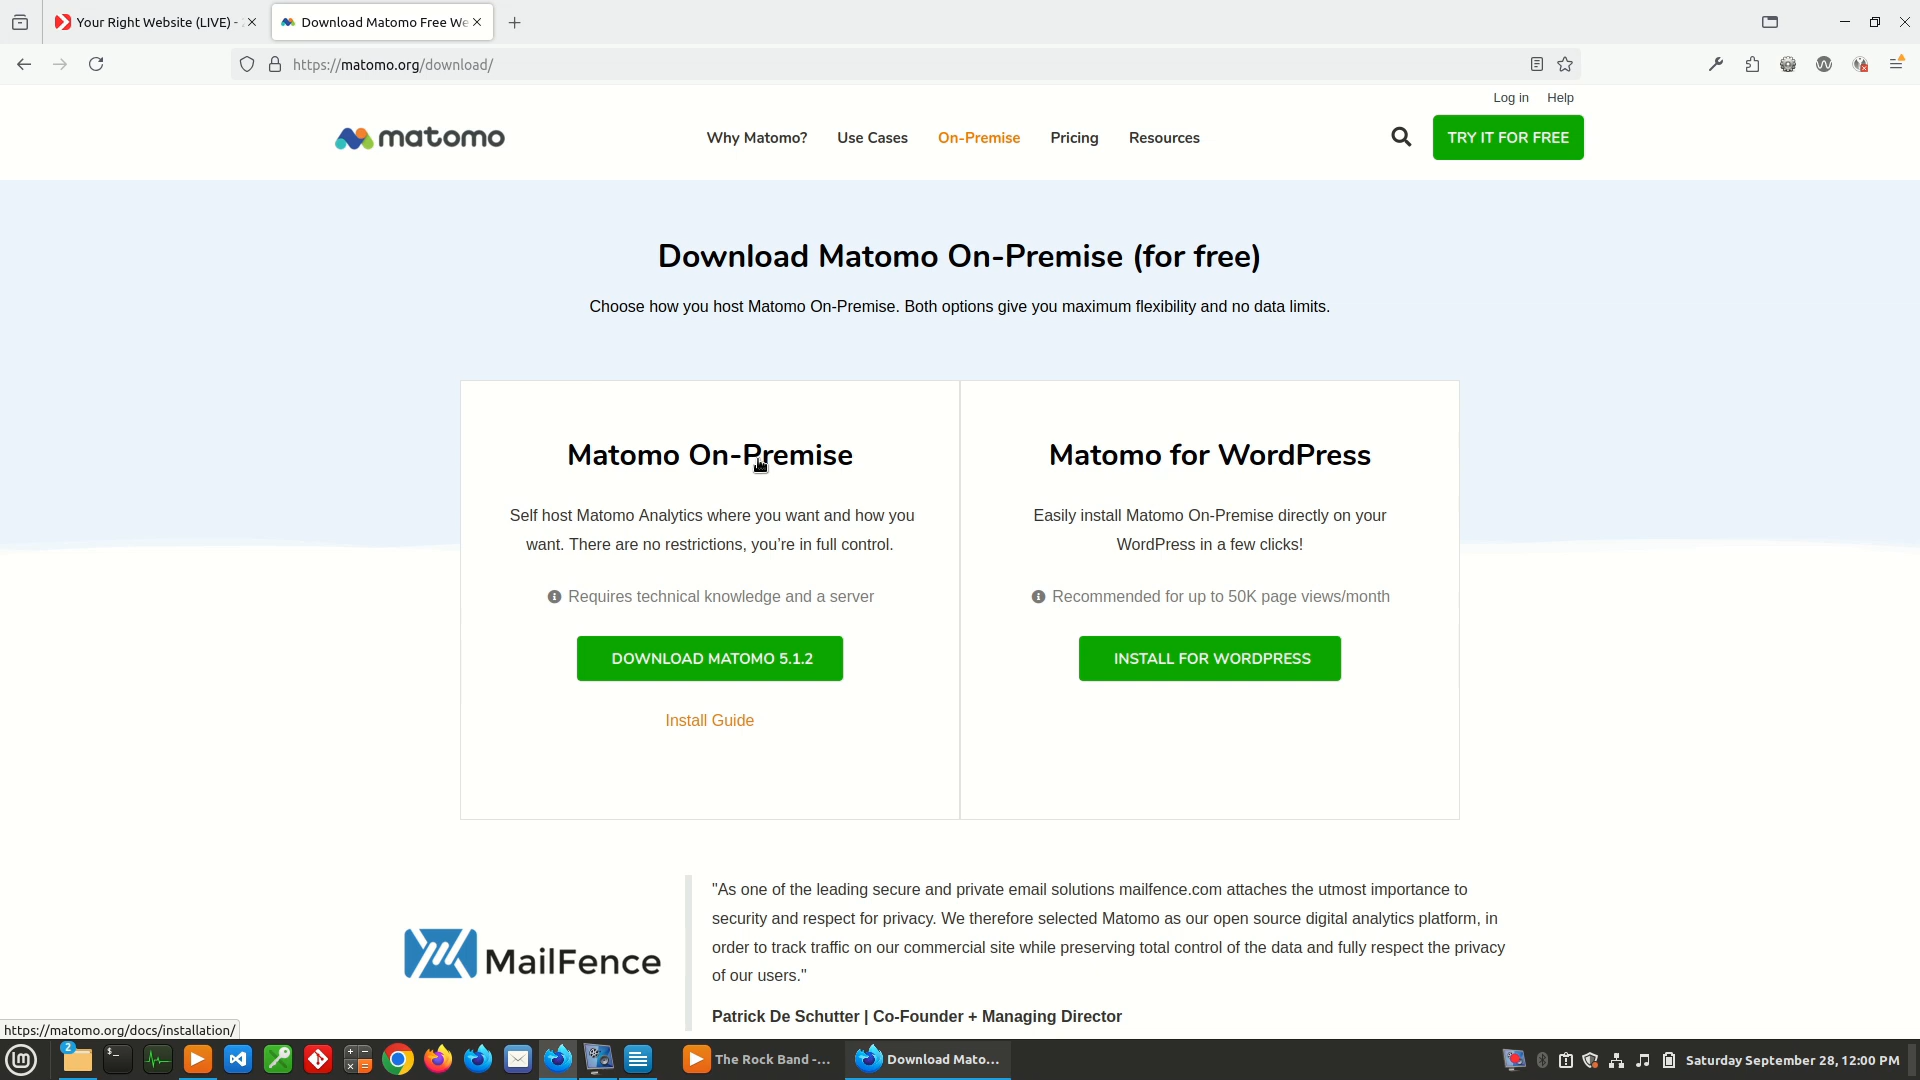 Your Right Website (LIVE) -
Download Matomo Free We
https://matomo.org/download/
Log in
Help
matomo
Why Matomo?
Use Cases
On-Premise
Pricing
Resources
TRY IT FOR FREE
Download Matomo On-Premise (for free)
Choose how you host Matomo On-Premise. Both options give you maximum flexibility and no data limits.
Matomo On-Premise
Self host Matomo Analytics where you want and how you
want. There are no restrictions, you're in full control.
Requires technical knowledge and a server
DOWNLOAD MATOMO 5.1.2
Install Guide
Matomo for WordPress
Easily install Matomo On-Premise directly on your
WordPress in a few clicks!
Recommended for up to 50K page views/month
INSTALL FOR WORDPRESS
MailFence
"As one of the leading secure and private email solutions mailfence.com attaches the utmost importance to
security and respect for privacy. We therefore selected Matomo as our open source digital analytics platform, in
order to track traffic on our commercial site while preserving total control of the data and fully respect the privacy
of our users."
Patrick De Schutter | Co-Founder + Managing Director
https://matomo.org/docs/installation/
2
The Rock Band -...
Download Mato...
Saturday September 28, 12:00 PM